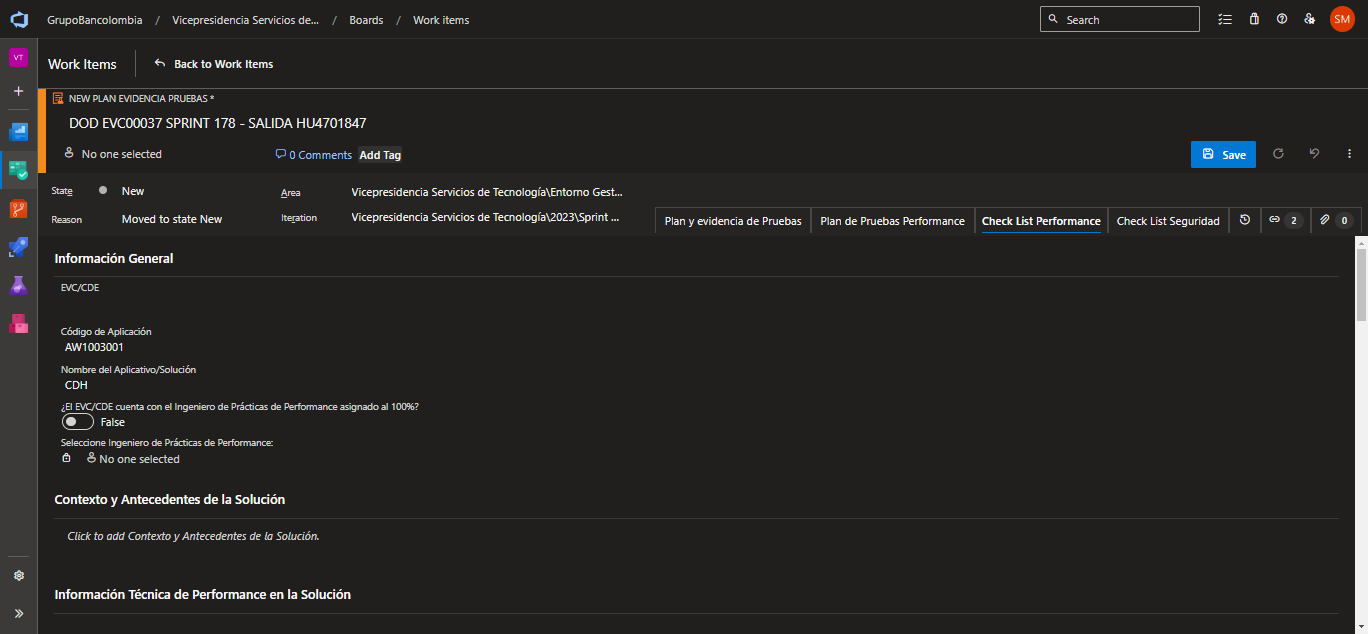 GrupoBancolombia / Vicepresidencia Servicios de... / Boards / Work items
Search
SM
VT
Work Items
Back to Work Items
NEW PLAN EVIDENCIA PRUEBAS *
DOD EVC00037 SPRINT 178 - SALIDA HU4701847
No one selected
0 Comments
Add Tag
Save
State
New
Area
Vicepresidencia Servicios de Tecnología\Entorno Gest...
Reason
Moved to state New
Iteration
Vicepresidencia Servicios de Tecnología\2023\Sprint ...
Plan y evidencia de Pruebas
Plan de Pruebas Performance
Check List Performance
Check List Seguridad
2
0
Información General
EVC/CDE
Código de Aplicación
AW1003001
Nombre del Aplicativo/Solución
CDH
¿El EVC/CDE cuenta con el Ingeniero de Prácticas de Performance asignado al 100%?
False
Seleccione Ingeniero de Prácticas de Performance:
No one selected
Contexto y Antecedentes de la Solución
Click to add Contexto y Antecedentes de la Solución.
Información Técnica de Performance en la Solución